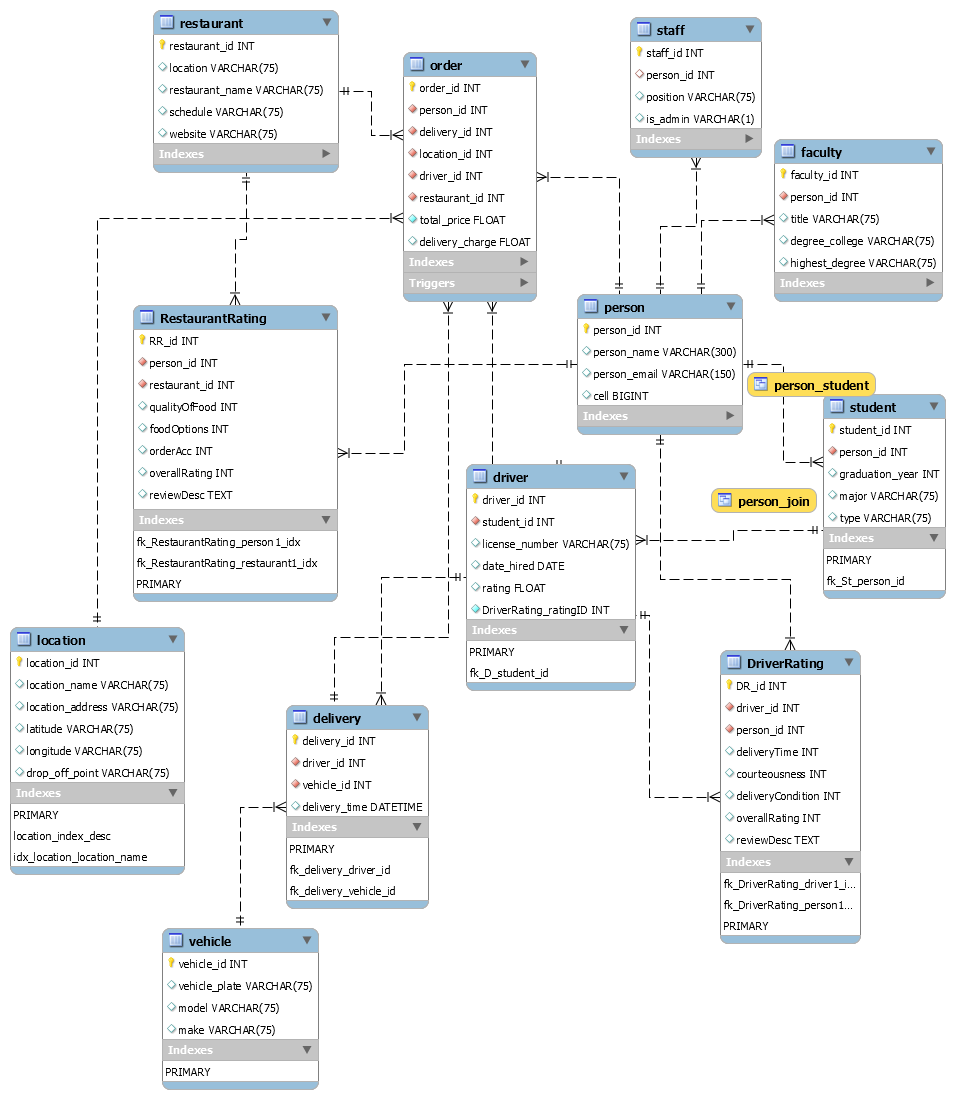 restaurant
restaurant_id INT
location VARCHAR(75)
restaurant_name VARCHAR(75)
schedule VARCHAR(75)
website VARCHAR(75)
Indexes
order
order_id INT
person_id INT
delivery_id INT
location_id INT
driver_id INT
restaurant_id INT
total_price FLOAT
delivery_charge FLOAT
Indexes
Triggers
staff
staff_id INT
person_id INT
position VARCHAR(75)
is_admin VARCHAR(1)
Indexes
faculty
faculty_id INT
person_id INT
title VARCHAR(75)
degree_college VARCHAR(75)
highest_degree VARCHAR(75)
Indexes
RestaurantRating
RR_id INT
person_id INT
restaurant_id INT
qualityOfFood INT
foodOptions INT
orderAcc INT
overallRating INT
reviewDesc TEXT
Indexes
fk_RestaurantRating_person1_idx
fk_RestaurantRating_restaurant1_idx
PRIMARY
person
person_id INT
person_name VARCHAR(300)
person_email VARCHAR(150)
cell BIGINT
Indexes
person_student
student
student_id INT
person_id INT
graduation_year INT
major VARCHAR(75)
type VARCHAR(75)
Indexes
PRIMARY
fk_St_person_id
person_join
driver
driver_id INT
student_id INT
license_number VARCHAR(75)
date_hired DATE
rating FLOAT
DriverRating_ratingID INT
Indexes
PRIMARY
fk_D_student_id
location
location_id INT
location_name VARCHAR(75)
location_address VARCHAR(75)
latitude VARCHAR(75)
longitude VARCHAR(75)
drop_off_point VARCHAR(75)
Indexes
PRIMARY
location_index_desc
idx_location_location_name
delivery
delivery_id INT
driver_id INT
vehicle_id INT
delivery_time DATETIME
Indexes
PRIMARY
fk_delivery_driver_id
fk_delivery_vehicle_id
DriverRating
DR_id INT
driver_id INT
person_id INT
deliveryTime INT
courteousness INT
deliveryCondition INT
overallRating INT
reviewDesc TEXT
Indexes
fk_DriverRating_driver1_i...
fk_DriverRating_person1...
PRIMARY
vehicle
vehicle_id INT
vehicle_plate VARCHAR(75)
model VARCHAR(75)
make VARCHAR(75)
Indexes
PRIMARY